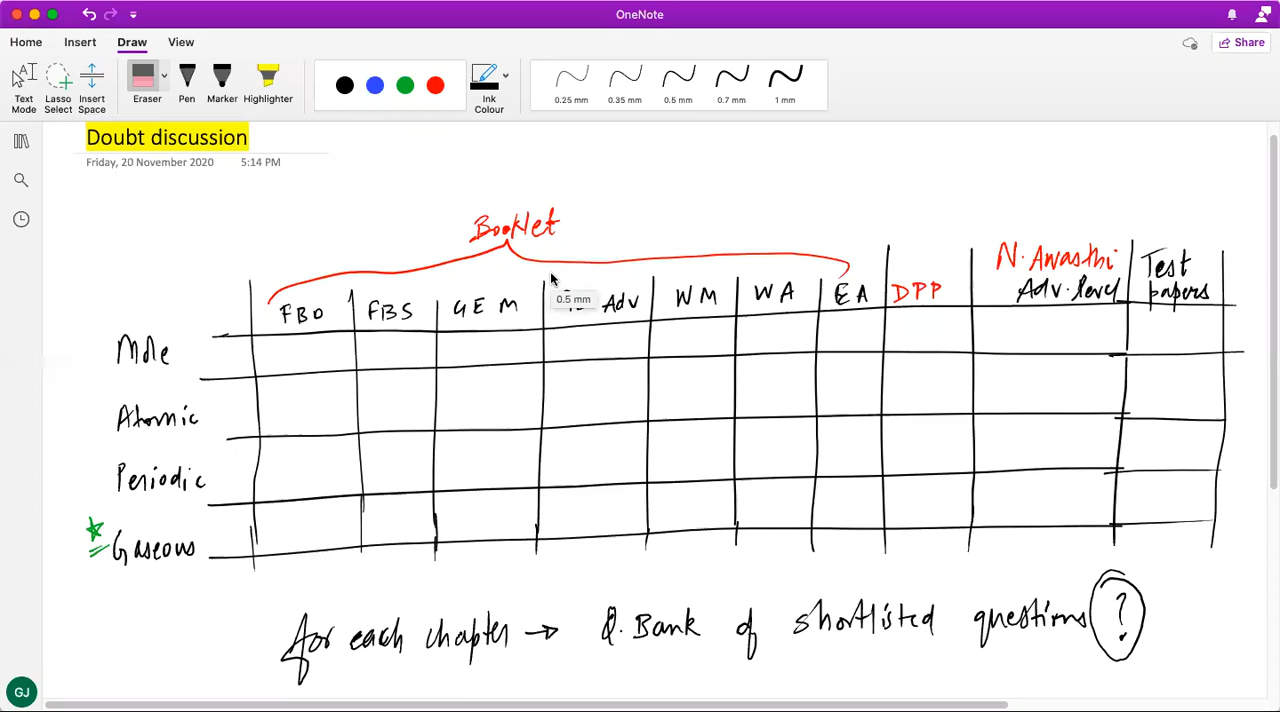 OneNote
Home Insert Draw View
Share
Text Mode
Lasso Select
Insert Space
Eraser
Pen
Marker
Highlighter
Ink Colour
0.25 mm
0.35 mm
0.5 mm
0.7 mm
1 mm
Doubt discussion
Friday, 20 November 2020 5:14 PM
Booklet
N. Awasthi
Test papers
FBD FBS GEM Adv WM WA EA DPP Adv. level
0.5 mm
Mole
Atomic
Periodic
Gaseous
for each chapter → Q. Bank of shortlisted questions ?
GJ